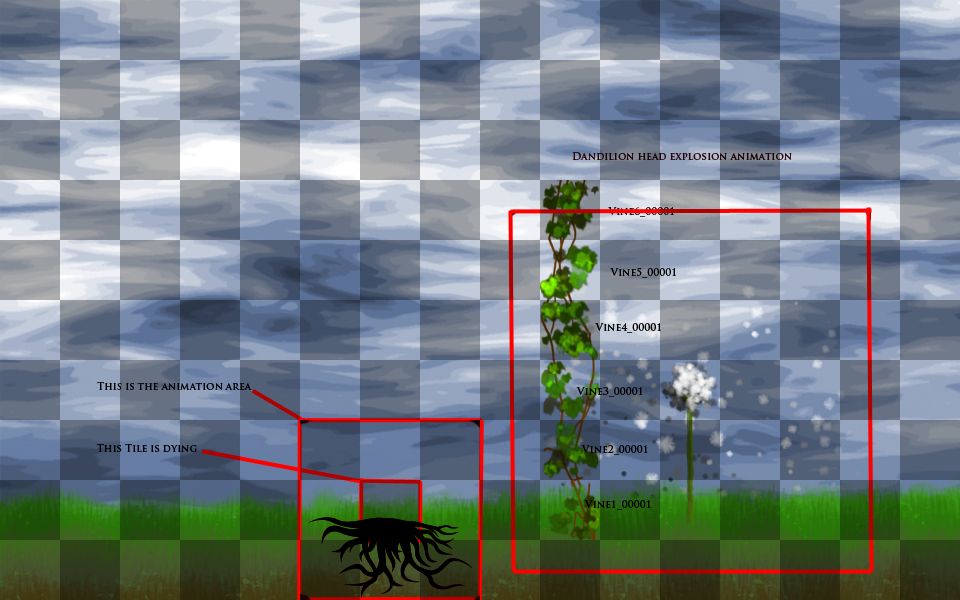 Dandilion head explosion animation
Vine6_00001
Vine5_00001
Vine4_00001
This is the animation area
Vine3_00001
This Tile is dying
Vine2_00001
Vine1_00001